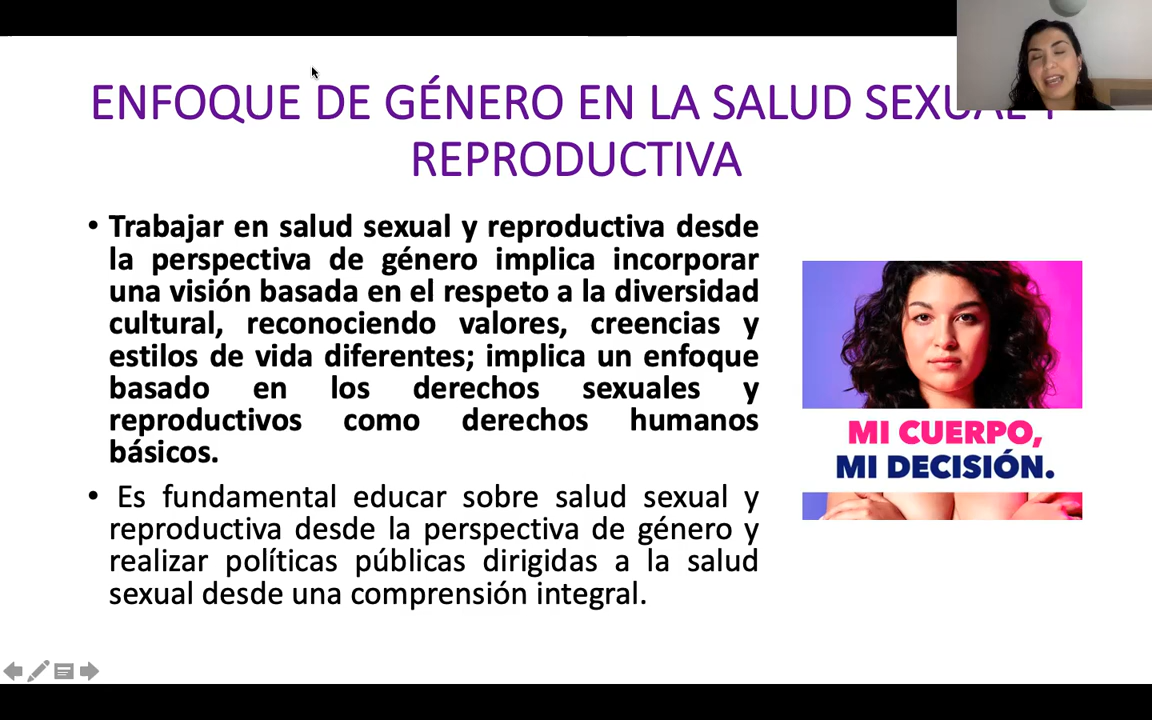 ENFOQUE DE GÉNERO EN LA SALUD SEXUAL Y
REPRODUCTIVA
• Trabajar en salud sexual y reproductiva desde
la perspectiva de género implica incorporar
una visión basada en el respeto a la diversidad
cultural, reconociendo valores, creencias y
estilos de vida diferentes; implica un enfoque
basado en los derechos sexuales y
reproductivos como derechos humanos
básicos.
• Es fundamental educar sobre salud sexual y
reproductiva desde la perspectiva de género y
realizar políticas públicas dirigidas a la salud
sexual desde una comprensión integral.
MI CUERPO,
MI DECISIÓN.